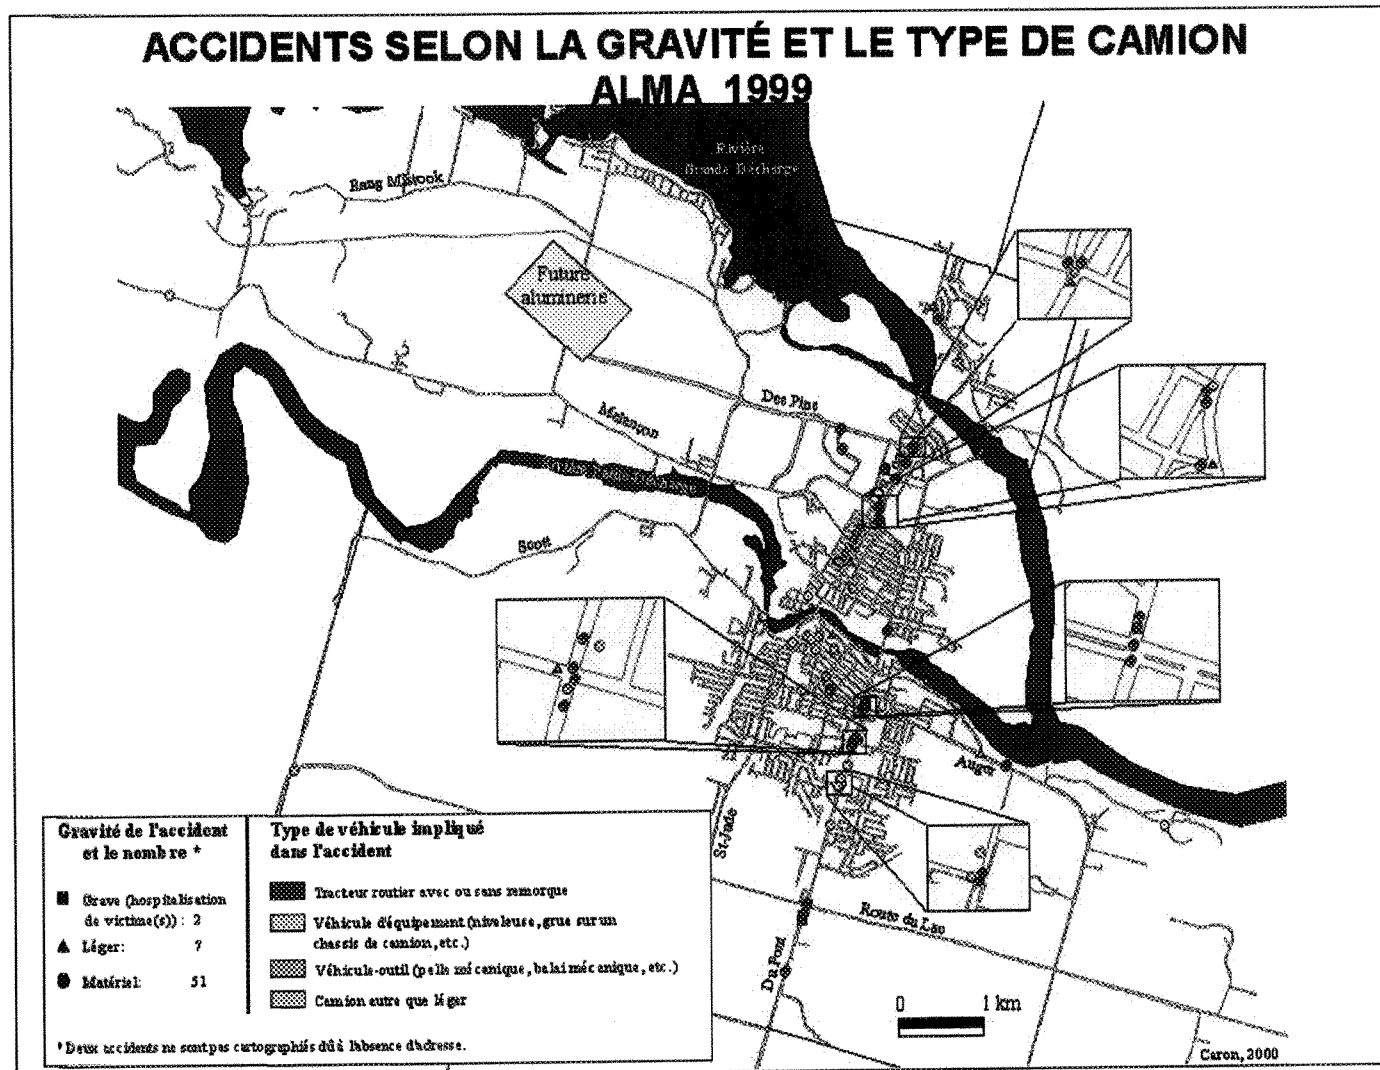 ACCIDENTS SELON LA GRAVITÉ ET LE TYPE DE CAMION
ALMA 1999
Rivière
Grande Décharge
Rang Mistook
Future
aluminerie
Des Pins
Melançon
Scott
Auger
St-Jude
Route du Lac
Du Pont
Gravité de l'accident
et le nombre *
Grave (hospitalisation
de victime(s)) : 2
Léger: 7
Matériel: 51
Type de véhicule impliqué
dans l'accident
Tracteur routier avec ou sans remorque
Véhicule d'équipement (niveleuse, grue sur un
chassis de camion, etc.)
Véhicule-outil (pelle mécanique, balai mécanique, etc.)
Camion autre que léger
* Deux accidents ne sont pas cartographiés dû à l'absence d'adresse.
0 1 km
Caron, 2000